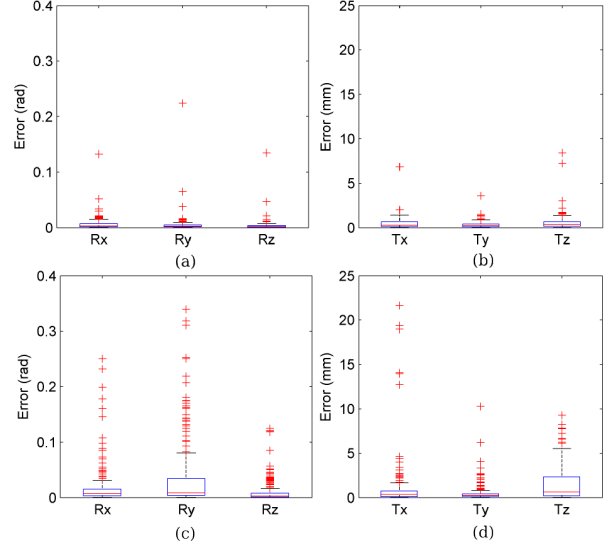 0.4
0.3
0.2
0.1
0
Error (rad)
Rx Ry Rz
(a)
25
20
15
10
5
0
Error (mm)
Tx Ty Tz
(b)
0.4
0.3
0.2
0.1
0
Error (rad)
Rx Ry Rz
(c)
25
20
15
10
5
0
Error (mm)
Tx Ty Tz
(d)